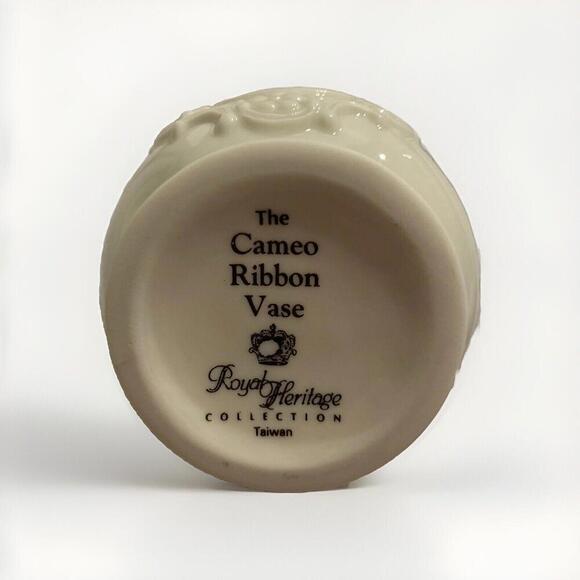 The
Cameo
Ribbon
Vase
Royal Heritage
COLLECTION
Taiwan